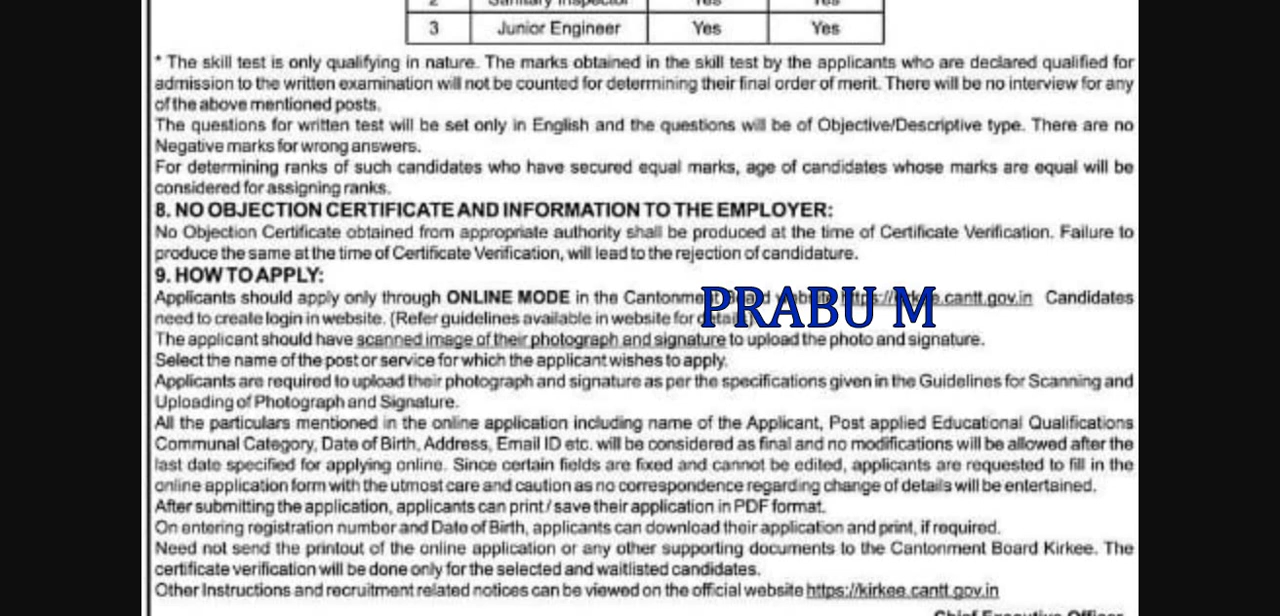 2 Sanitary Inspector Yes Yes
3 Junior Engineer Yes Yes
* The skill test is only qualifying in nature. The marks obtained in the skill test by the applicants who are declared qualified for
admission to the written examination will not be counted for determining their final order of merit. There will be no interview for any
of the above mentioned posts.
The questions for written test will be set only in English and the questions will be of Objective/Descriptive type. There are no
Negative marks for wrong answers.
For determining ranks of such candidates who have secured equal marks, age of candidates whose marks are equal will be
considered for assigning ranks.
8. NO OBJECTION CERTIFICATE AND INFORMATION TO THE EMPLOYER:
No Objection Certificate obtained from appropriate authority shall be produced at the time of Certificate Verification. Failure to
produce the same at the time of Certificate Verification, will lead to the rejection of candidature.
9. HOW TO APPLY:
Applicants should apply only through ONLINE MODE in the Cantonment Board website https://kirkee.cantt.gov.in Candidates
need to create login in website. (Refer guidelines available in website for details)
PRABU M
The applicant should have scanned image of their photograph and signature to upload the photo and signature.
Select the name of the post or service for which the applicant wishes to apply.
Applicants are required to upload their photograph and signature as per the specifications given in the Guidelines for Scanning and
Uploading of Photograph and Signature.
All the particulars mentioned in the online application including name of the Applicant, Post applied Educational Qualifications
Communal Category, Date of Birth, Address, Email ID etc. will be considered as final and no modifications will be allowed after the
last date specified for applying online. Since certain fields are fixed and cannot be edited, applicants are requested to fill in the
online application form with the utmost care and caution as no correspondence regarding change of details will be entertained.
After submitting the application, applicants can print / save their application in PDF format.
On entering registration number and Date of Birth, applicants can download their application and print, if required.
Need not send the printout of the online application or any other supporting documents to the Cantonment Board Kirkee. The
certificate verification will be done only for the selected and waitlisted candidates.
Other Instructions and recruitment related notices can be viewed on the official website https://kirkee.cantt.gov.in
Chief Executive Officer